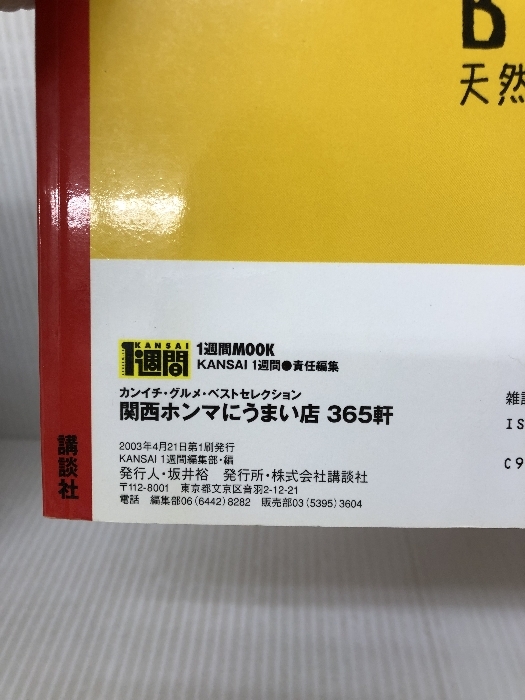 B
天然
KANSAI
1週間
1週間MOOK
KANSAI 1週間●責任編集
カンイチ・グルメ・ベストセレクション
関西ホンマにうまい店 365軒
2003年4月21日第1刷発行
KANSAI 1週間編集部・編
発行人・坂井裕 発行所・株式会社講談社
〒112-8001 東京都文京区音羽2-12-21
電話 編集部06(6442)8282 販売部03(5395)3604
雑誌
IS
C9
講談社